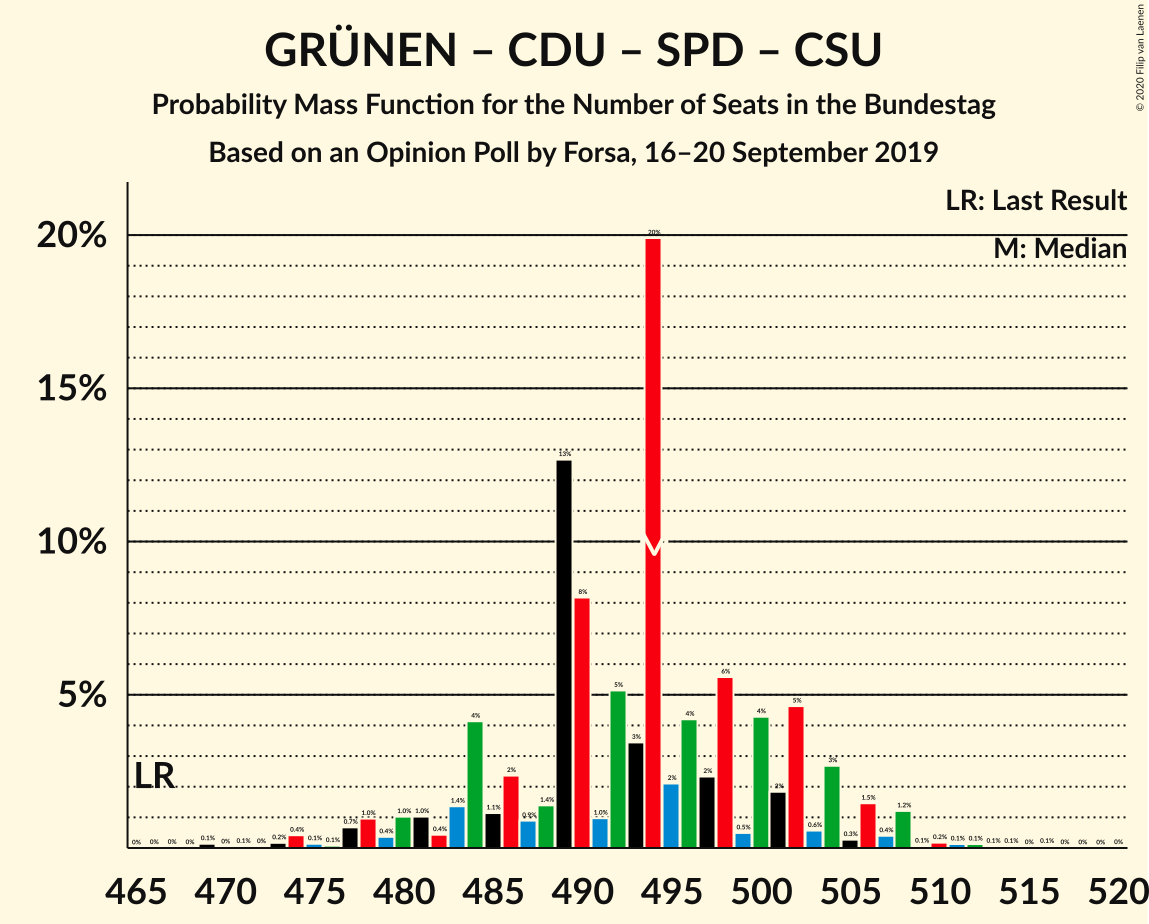 GRÜNEN – CDU – SPD – CSU
Probability Mass Function for the Number of Seats in the Bundestag
Based on an Opinion Poll by Forsa, 16–20 September 2019
© 2020 Filip van Laenen
LR: Last Result
M: Median
20%
15%
10%
5%
LR
0% 0% 0% 0% 0.1% 0% 0.1% 0% 0.2% 0.4% 0.1% 0.1% 0.7% 1.0% 0.4% 1.0% 1.0% 0.4% 1.4% 4% 1.1% 2% 0.9% 1.4% 13% 8% 1.0% 5% 3% 20% 2% 4% 2% 6% 0.5% 4% 2% 5% 0.6% 3% 0.3% 1.5% 0.4% 1.2% 0.1% 0.2% 0.1% 0.1% 0.1% 0.1% 0% 0.1% 0% 0% 0% 0%
465 470 475 480 485 490 495 500 505 510 515 520